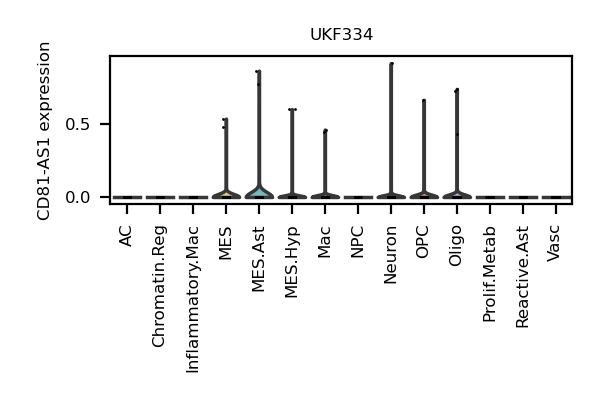 UKF334
CD81-AS1 expression
0.5
0.0
AC
Chromatin.Reg
Inflammatory.Mac
MES
MES.Ast
MES.Hyp
Mac
NPC
Neuron
OPC
Oligo
Prolif.Metab
Reactive.Ast
Vasc